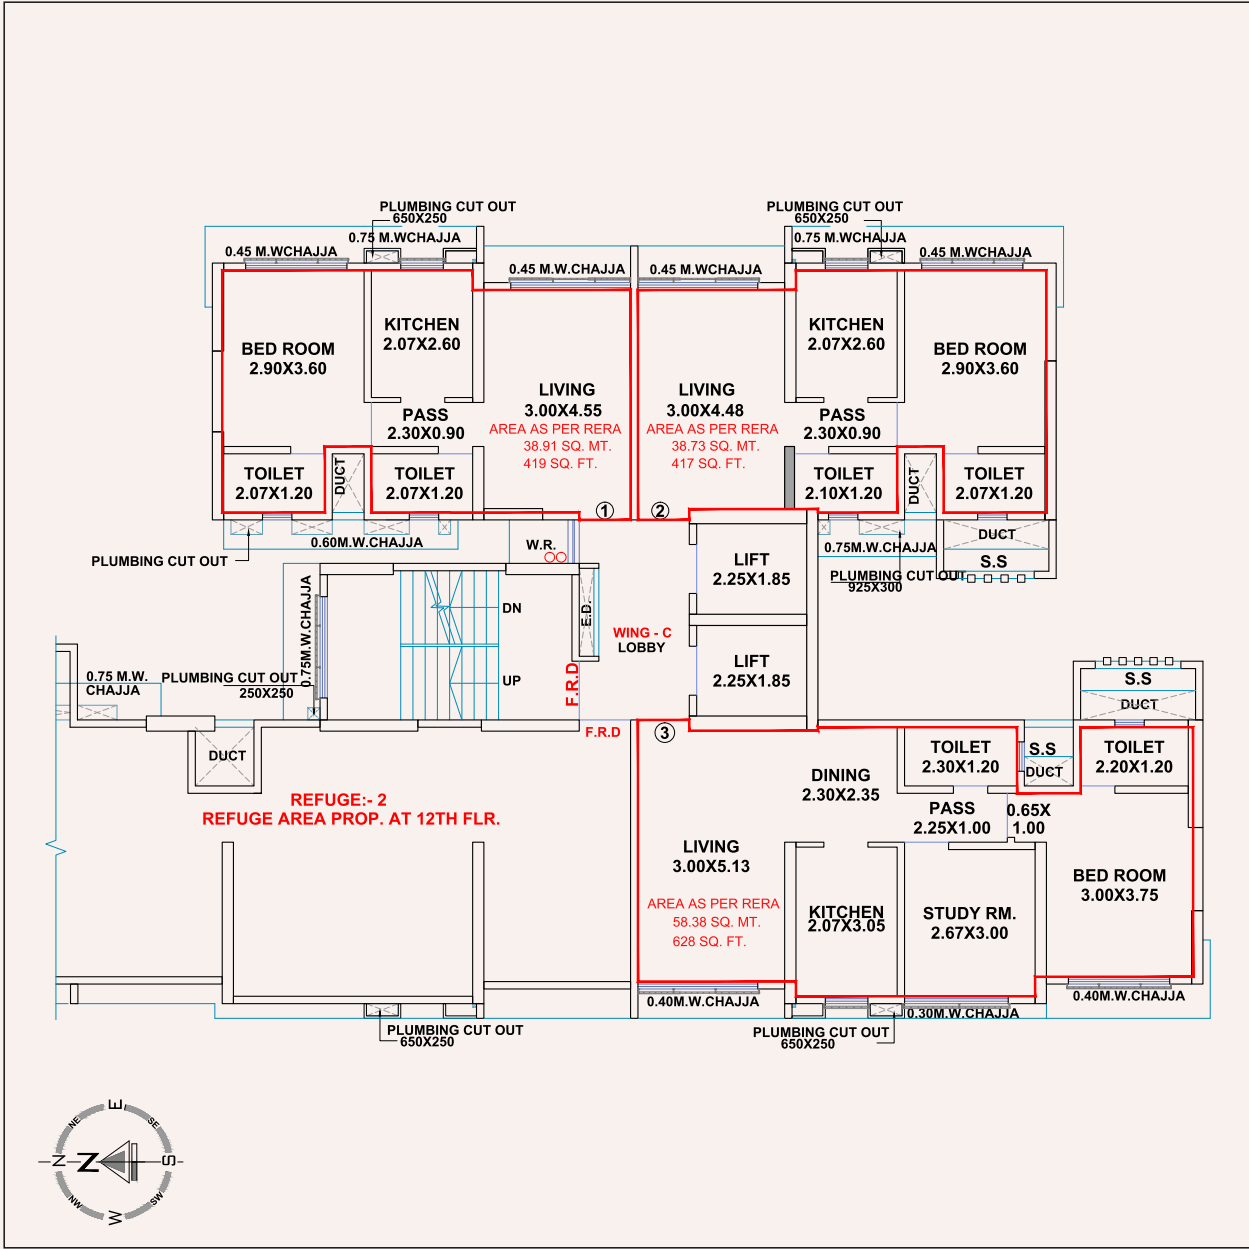 PLUMBING CUT OUT
650X250
PLUMBING CUT OUT
650X250
0.45 M.WCHAJJA
0.75 M.WCHAJJA
0.45 M.W.CHAJJA
0.45 M.WCHAJJA
0.75 M.WCHAJJA
0.45 M.WCHAJJA
BED ROOM
2.90X3.60
KITCHEN
2.07X2.60
LIVING
3.00X4.55
AREA AS PER RERA
38.91 SQ. MT.
419 SQ. FT.
LIVING
3.00X4.48
AREA AS PER RERA
38.73 SQ. MT.
417 SQ. FT.
KITCHEN
2.07X2.60
BED ROOM
2.90X3.60
PASS
2.30X0.90
PASS
2.30X0.90
TOILET
2.07X1.20
DUCT
TOILET
2.07X1.20
1
2
TOILET
2.10X1.20
DUCT
TOILET
2.07X1.20
PLUMBING CUT OUT
0.60M.W.CHAJJA
W.R.
0.75M.W.CHAJJA
DUCT
S.S
PLUMBING CUT OUT
925X300
LIFT
2.25X1.85
0.75M.W.CHAJJA
DN
UP
E.D.
WING - C
LOBBY
F.R.D
F.R.D
LIFT
2.25X1.85
0.75 M.W.
CHAJJA
PLUMBING CUT OUT
250X250
S.S
DUCT
DUCT
3
DINING
2.30X2.35
TOILET
2.30X1.20
S.S
DUCT
TOILET
2.20X1.20
REFUGE:- 2
REFUGE AREA PROP. AT 12TH FLR.
PASS
2.25X1.00
0.65X
1.00
LIVING
3.00X5.13
AREA AS PER RERA
58.38 SQ. MT.
628 SQ. FT.
KITCHEN
2.07X3.05
STUDY RM.
2.67X3.00
BED ROOM
3.00X3.75
0.40M.W.CHAJJA
0.30M.W.CHAJJA
0.40M.W.CHAJJA
PLUMBING CUT OUT
650X250
PLUMBING CUT OUT
650X250
E
NE
SE
N
N
S
NW
SW
W